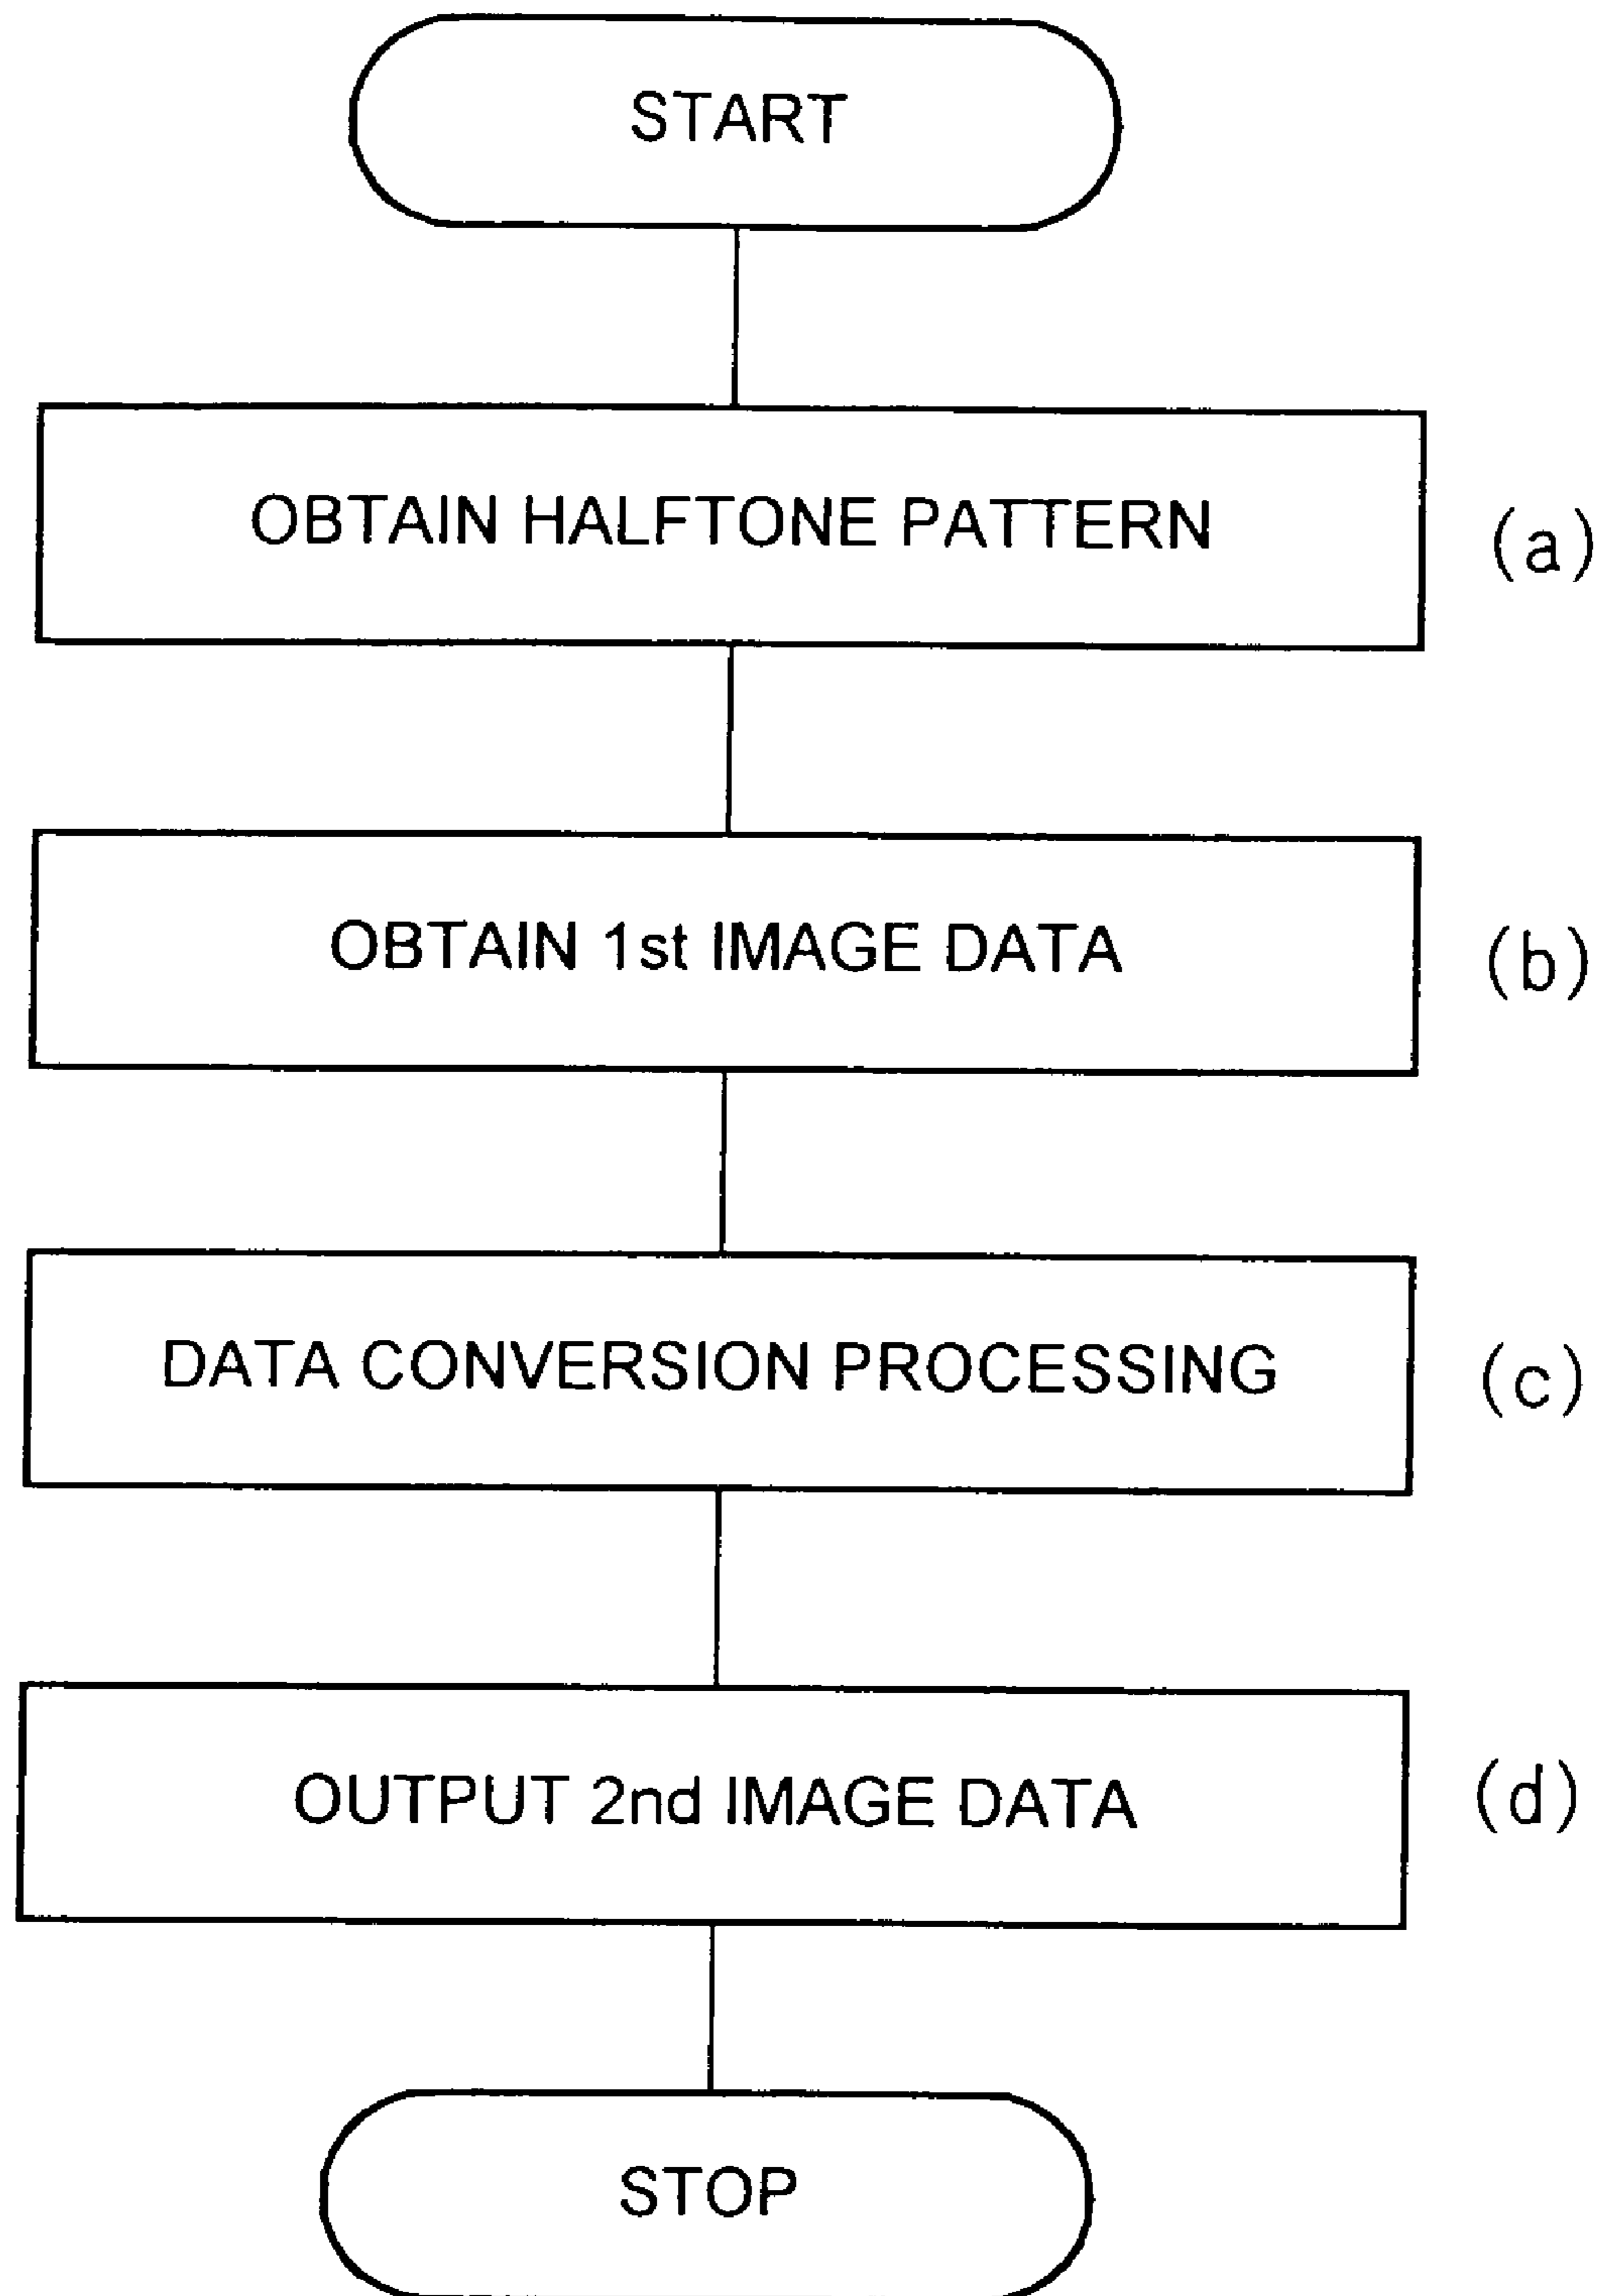 START
OBTAIN HALFTONE PATTERN (a)
OBTAIN 1st IMAGE DATA (b)
DATA CONVERSION PROCESSING (c)
OUTPUT 2nd IMAGE DATA (d)
STOP